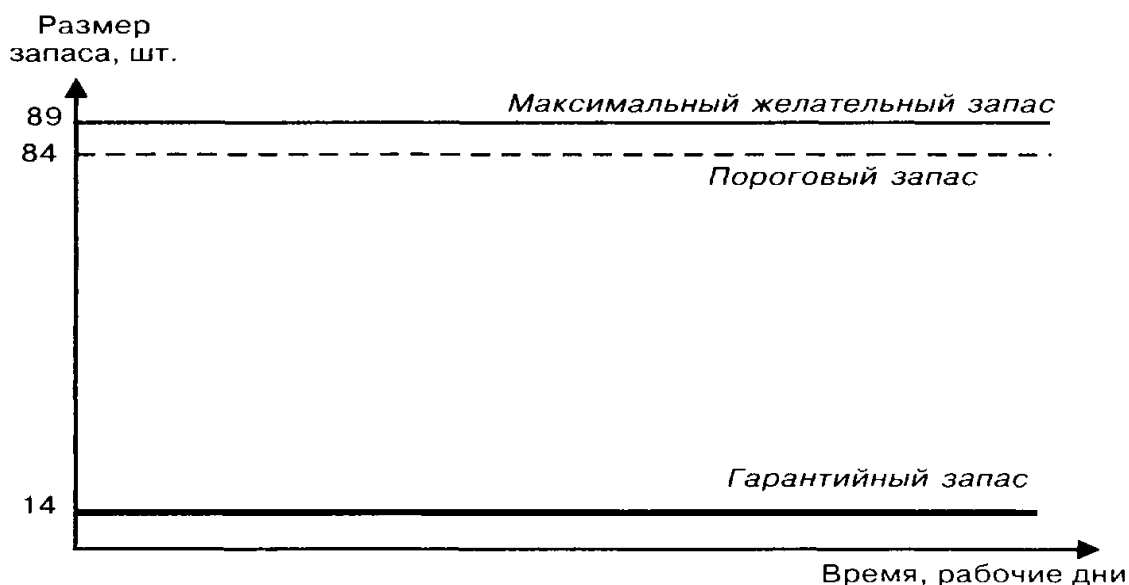 Размер
запаса, шт.
89
Максимальный желательный запас
84
Пороговый запас
Гарантийный запас
14
Время, рабочие дни